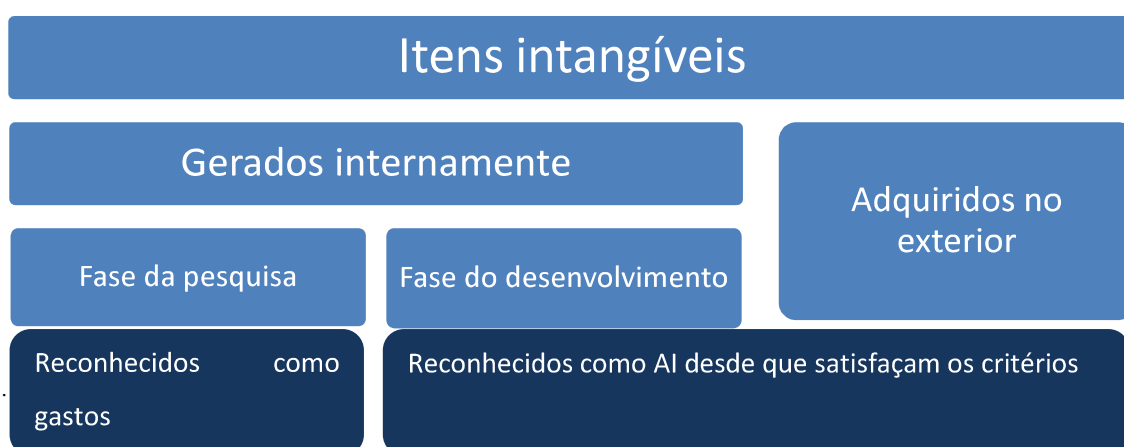 Itens intangíveis
Gerados internamente
Adquiridos no
exterior
Fase da pesquisa
Fase do desenvolvimento
Reconhecidos como
gastos
Reconhecidos como AI desde que satisfaçam os critérios
.